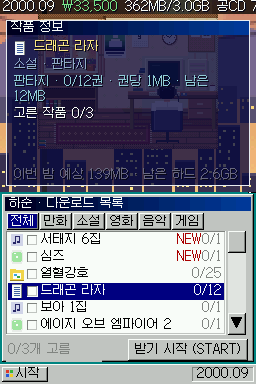 2000.09 ₩33,500 362MB/3.0GB 공CD 7
작품 정보
드래곤 라자
소설 · 판타지
판타지 · 0/12권 · 권당 1MB · 남은
12MB
고른 작품 0/3
이번 밤 예상 139MB · 남은 하드 2.6GB
하순 · 다운로드 목록
전체 만화 소설 영화 음악 게임
서태지 6집 NEW 0/1
심즈 NEW 0/1
열혈강호 0/25
드래곤 라자 0/12
보아 1집 0/1
에이지 오브 엠파이어 2 0/1
0/3개 고름 받기 시작 (START)
시작 2000.09